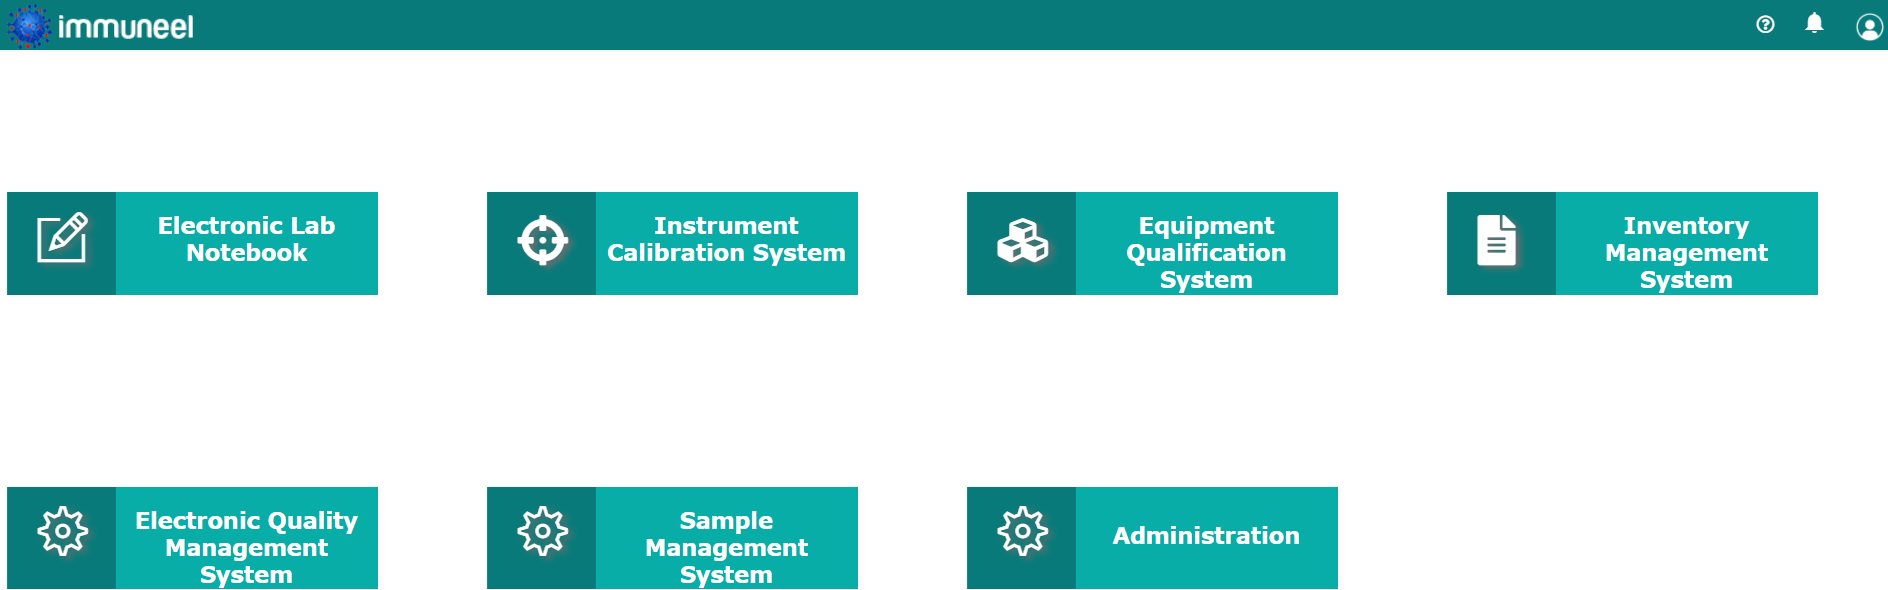 immuneel
Electronic Lab
Notebook
Instrument
Calibration System
Equipment
Qualification
System
Inventory
Management
System
Electronic Quality
Management
System
Sample
Management
System
Administration